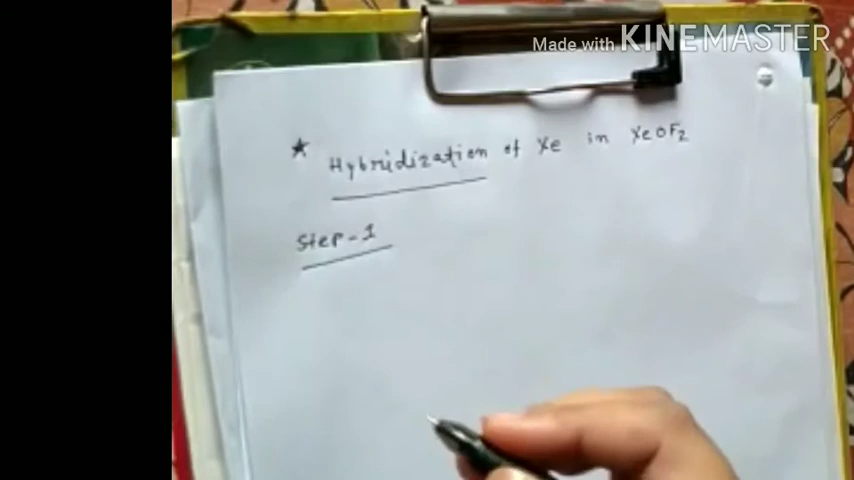 Made with KINEMASTER
★ Hybridization of Xe in XeOF2
Step-1